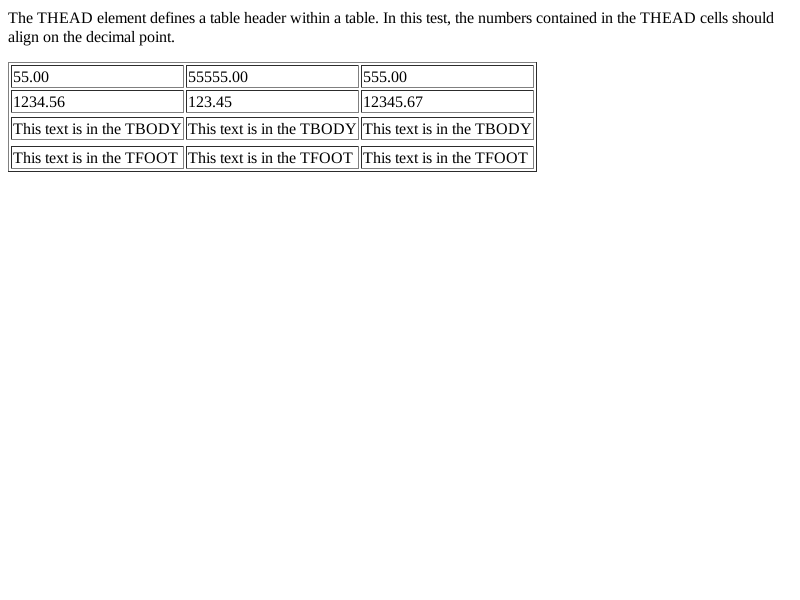 The THEAD element defines a table header within a table. In this test, the numbers contained in the THEAD cells should
align on the decimal point.
55.00 55555.00 555.00
1234.56 123.45 12345.67
This text is in the TBODY This text is in the TBODY This text is in the TBODY
This text is in the TFOOT This text is in the TFOOT This text is in the TFOOT